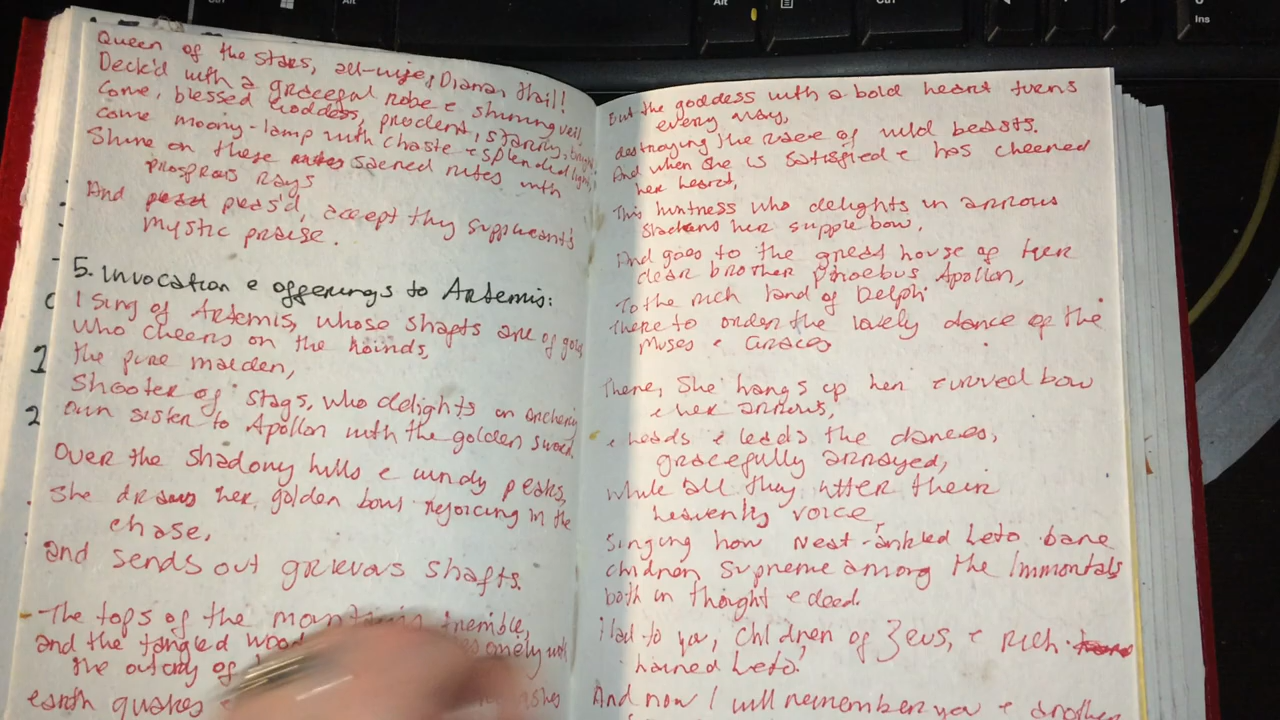 Alt
Alt
Ctrl
Ins
Queen of the stars, all-wise, Diana, Hail!
Deck'd with a graceful robe & shining veil,
Come, blessed Goddess, prudent, starry, bright
come moony-lamp with chaste & splendid light,
Shine on these sacred rites with
prosprous rays
And pleas'd, accept thy suppliant's
mystic praise.
5. Invocation & offerings to Artemis:
I sing of Artemis, whose shafts are of gold
who cheers on the hounds,
the pure maiden,
Shooter of stags, who delights in archery
own sister to Apollon with the golden sword.
Over the shadowy hills & windy peaks,
She draws her golden bow rejoicing in the
chase,
and sends out grievous shafts.
The tops of the mountains tremble,
and the tangled wood
the outcry of
earth quakes
1
2
But the goddess with a bold heart turns
every way,
destroying the race of wild beasts.
And when she is satisfied & has cheered
her heart,
This huntress who delights in arrows
slackens her supple bow,
And goes to the great house of her
dear brother Phoebus Apollon,
To the rich land of Delphi
There to order the lovely dance of the
Muses & Graces
There, She hangs up her curved bow
& her arrows,
& heads & leads the dances,
gracefully arrayed,
while all they utter their
heavenly voice,
Singing how neat-ankled Leto bare
children supreme among the Immortals
both in thought & deed.
Hail to you, Children of Zeus, & rich
haired Leto.
And now I will remember you & another